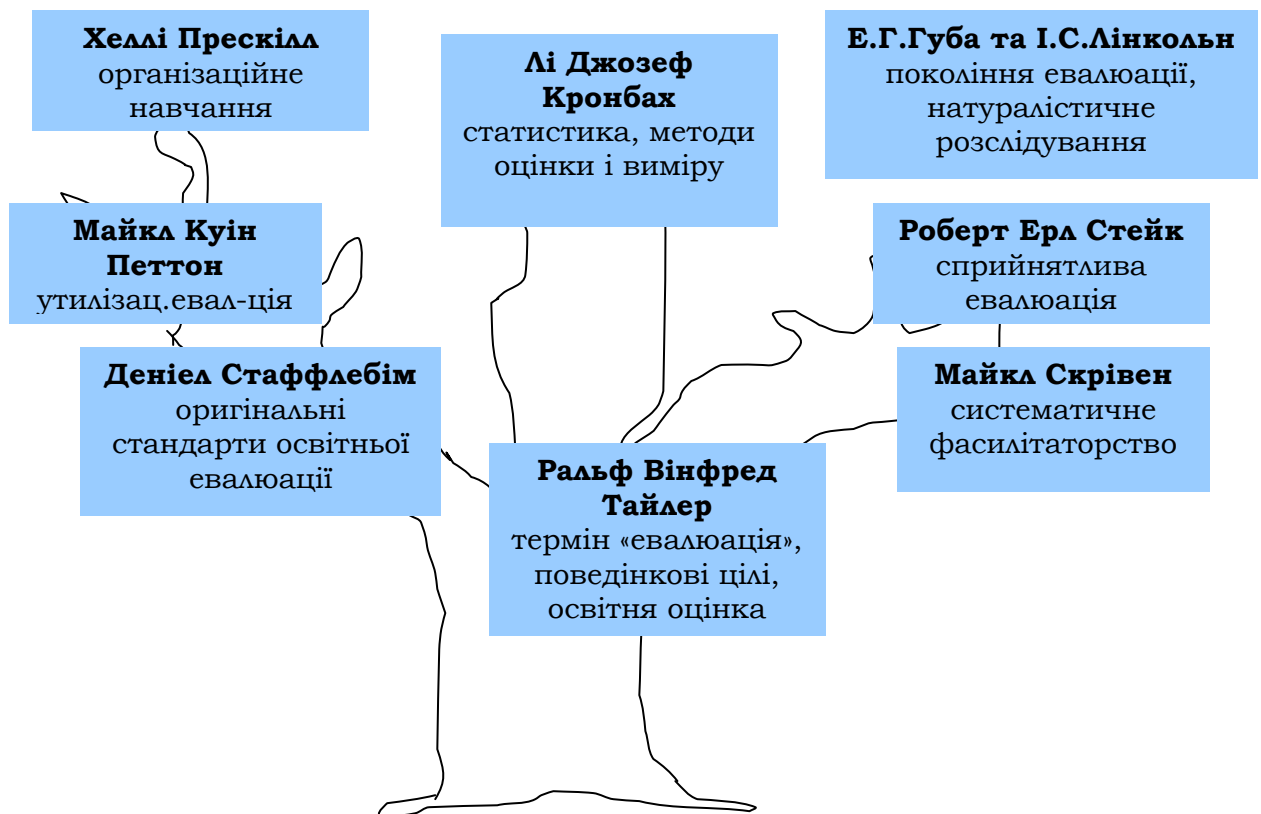 Хеллі Прескілл
організаційне
навчання
Лі Джозеф
Кронбах
статистика, методи
оцінки і виміру
Е.Г.Губа та І.С.Лінкольн
покоління евалюації,
натуралістичне
розслідування
Майкл Куін
Петтон
утилізац.евал-ція
Роберт Ерл Стейк
сприйнятлива
евалюація
Деніел Стаффлебім
оригінальні
стандарти освітньої
евалюації
Майкл Скрівен
систематичне
фасилітаторство
Ральф Вінфред
Тайлер
термін «евалюація»,
поведінкові цілі,
освітня оцінка